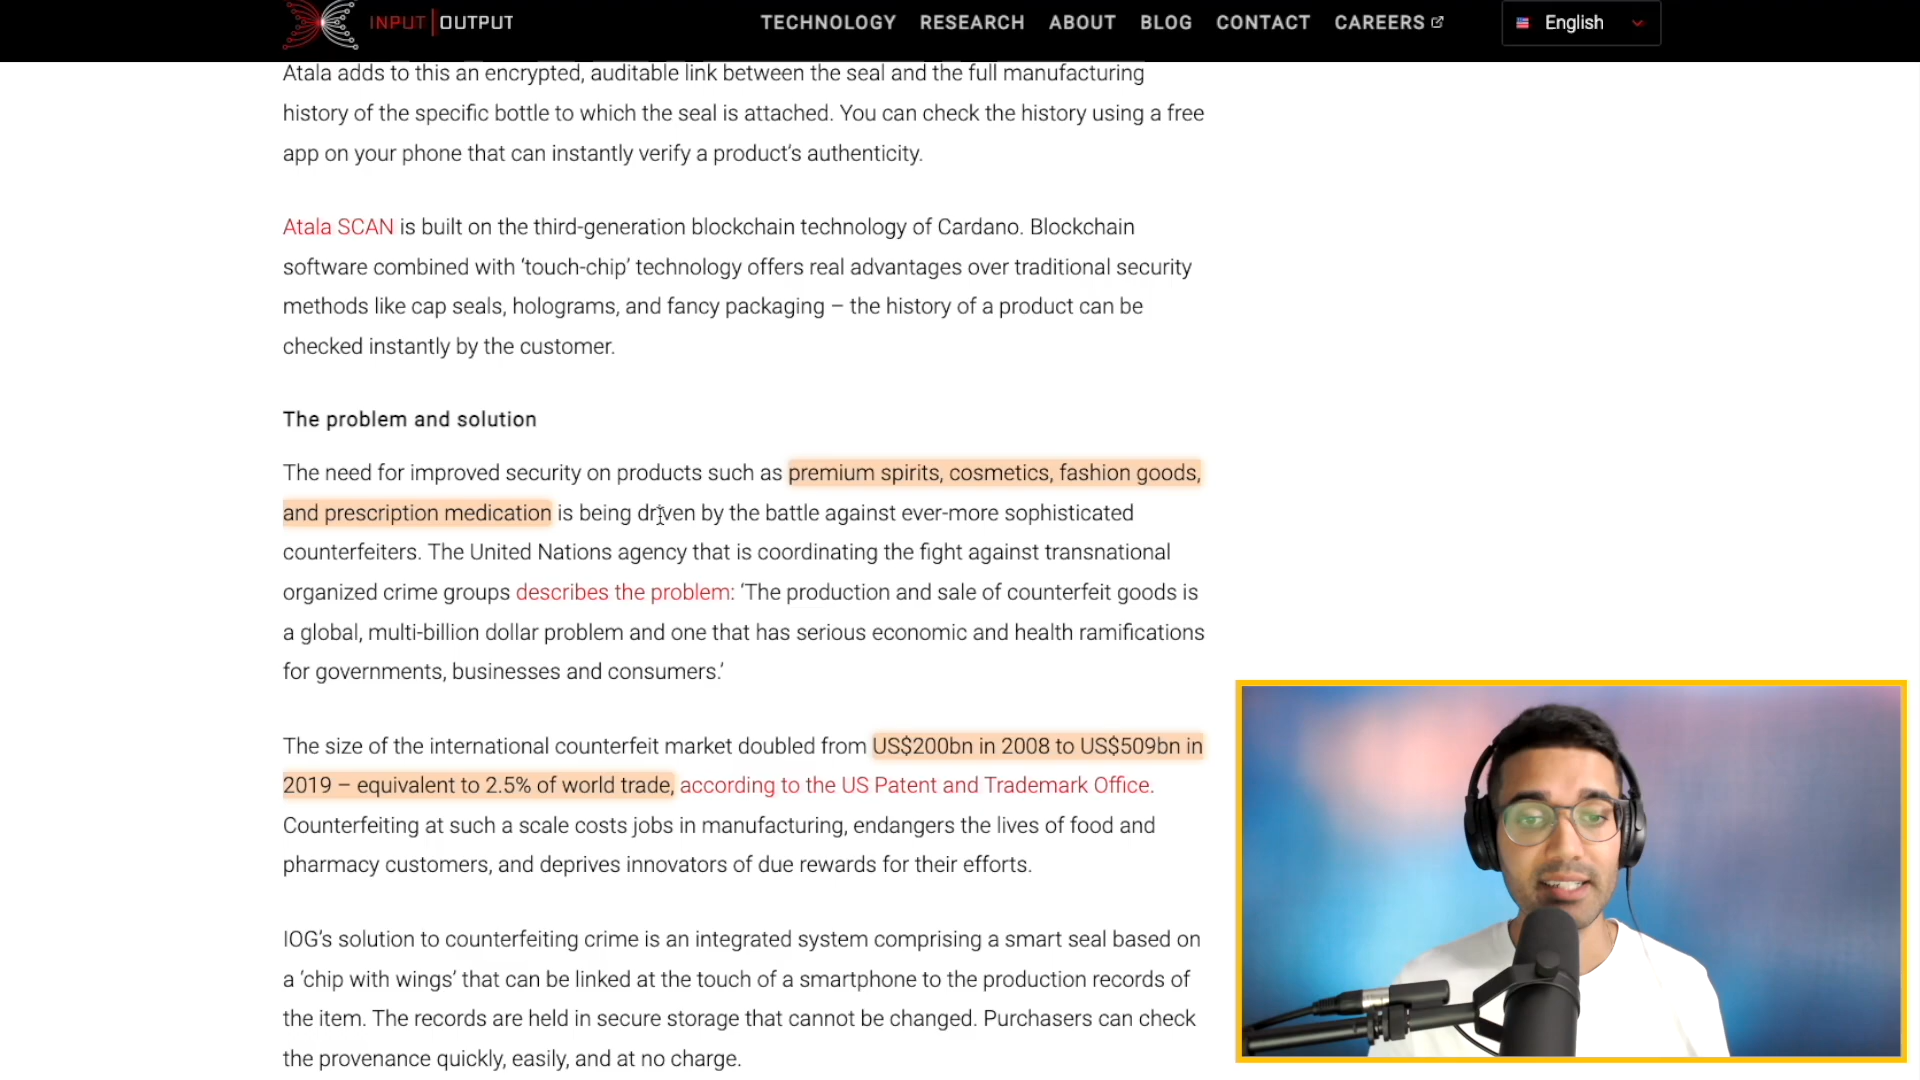 INPUT | OUTPUT
TECHNOLOGY RESEARCH ABOUT BLOG CONTACT CAREERS
English
Atala adds to this an encrypted, auditable link between the seal and the full manufacturing
history of the specific bottle to which the seal is attached. You can check the history using a free
app on your phone that can instantly verify a product’s authenticity.
Atala SCAN is built on the third-generation blockchain technology of Cardano. Blockchain
software combined with ‘touch-chip’ technology offers real advantages over traditional security
methods like cap seals, holograms, and fancy packaging – the history of a product can be
checked instantly by the customer.
The problem and solution
The need for improved security on products such as premium spirits, cosmetics, fashion goods,
and prescription medication is being driven by the battle against ever-more sophisticated
counterfeiters. The United Nations agency that is coordinating the fight against transnational
organized crime groups describes the problem: ‘The production and sale of counterfeit goods is
a global, multi-billion dollar problem and one that has serious economic and health ramifications
for governments, businesses and consumers.’
The size of the international counterfeit market doubled from US$200bn in 2008 to US$509bn in
2019 – equivalent to 2.5% of world trade, according to the US Patent and Trademark Office.
Counterfeiting at such a scale costs jobs in manufacturing, endangers the lives of food and
pharmacy customers, and deprives innovators of due rewards for their efforts.
IOG’s solution to counterfeiting crime is an integrated system comprising a smart seal based on
a ‘chip with wings’ that can be linked at the touch of a smartphone to the production records of
the item. The records are held in secure storage that cannot be changed. Purchasers can check
the provenance quickly, easily, and at no charge.